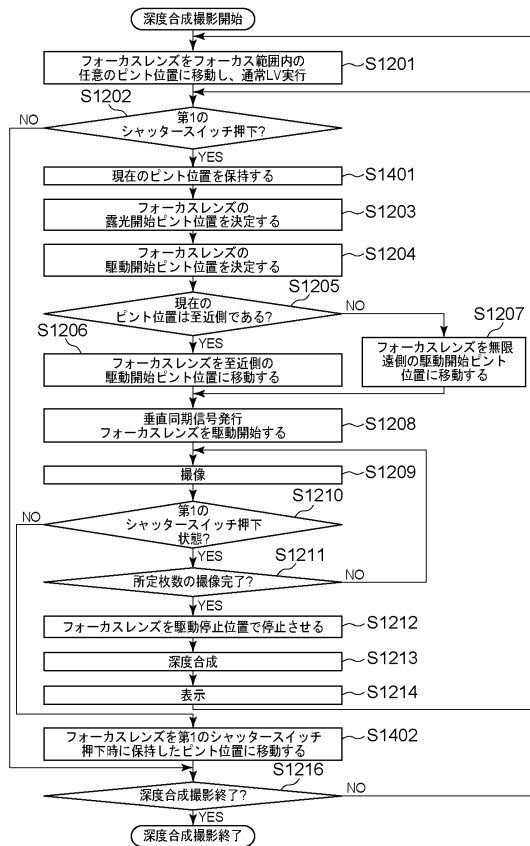 深度合成撮影開始
フォーカスレンズをフォーカス範囲内の
任意のピント位置に移動し、通常LV実行
S1201
S1202
NO
第1の
シャッタースイッチ押下?
YES
現在のピント位置を保持する
S1401
フォーカスレンズの
露光開始ピント位置を決定する
S1203
フォーカスレンズの
駆動開始ピント位置を決定する
S1204
S1205
現在の
ピント位置は至近側である?
NO
S1206
YES
S1207
フォーカスレンズを至近側の
駆動開始ピント位置に移動する
フォーカスレンズを無限
遠側の駆動開始ピント
位置に移動する
垂直同期信号発行
フォーカスレンズを駆動開始する
S1208
撮像
S1209
S1210
NO
第1の
シャッタースイッチ押下
状態?
YES
S1211
所定枚数の撮像完了?
NO
YES
フォーカスレンズを駆動停止位置で停止させる
S1212
深度合成
S1213
表示
S1214
フォーカスレンズを第1のシャッタースイッチ
押下時に保持したピント位置に移動する
S1402
S1216
深度合成撮影終了?
NO
YES
深度合成撮影終了